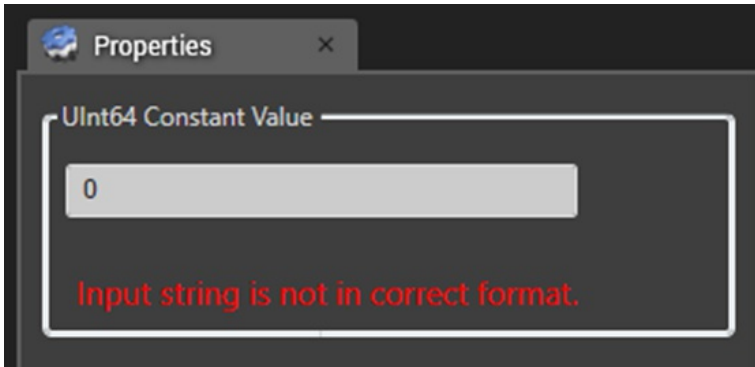 Properties ×
UInt64 Constant Value
0
Input string is not in correct format.